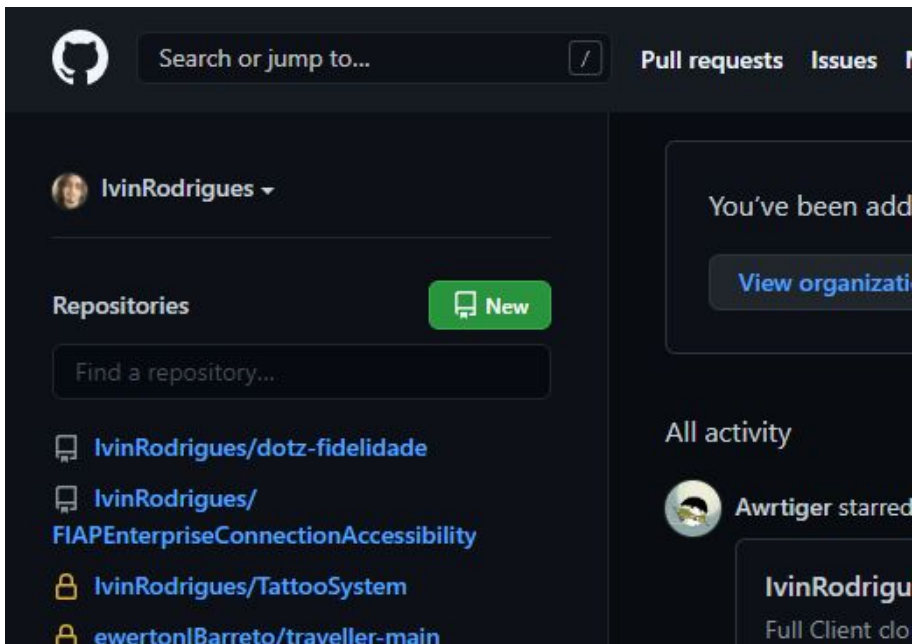 Search or jump to...
/
Pull requests
Issues
IvinRodrigues
You've been add
View organizati
Repositories
New
Find a repository...
IvinRodrigues/dotz-fidelidade
IvinRodrigues/
FIAPEnterpriseConnectionAccessibility
IvinRodrigues/TattooSystem
ewertonlBarreto/traveller-main
All activity
Awrtiger starred
IvinRodrigu
Full Client clo